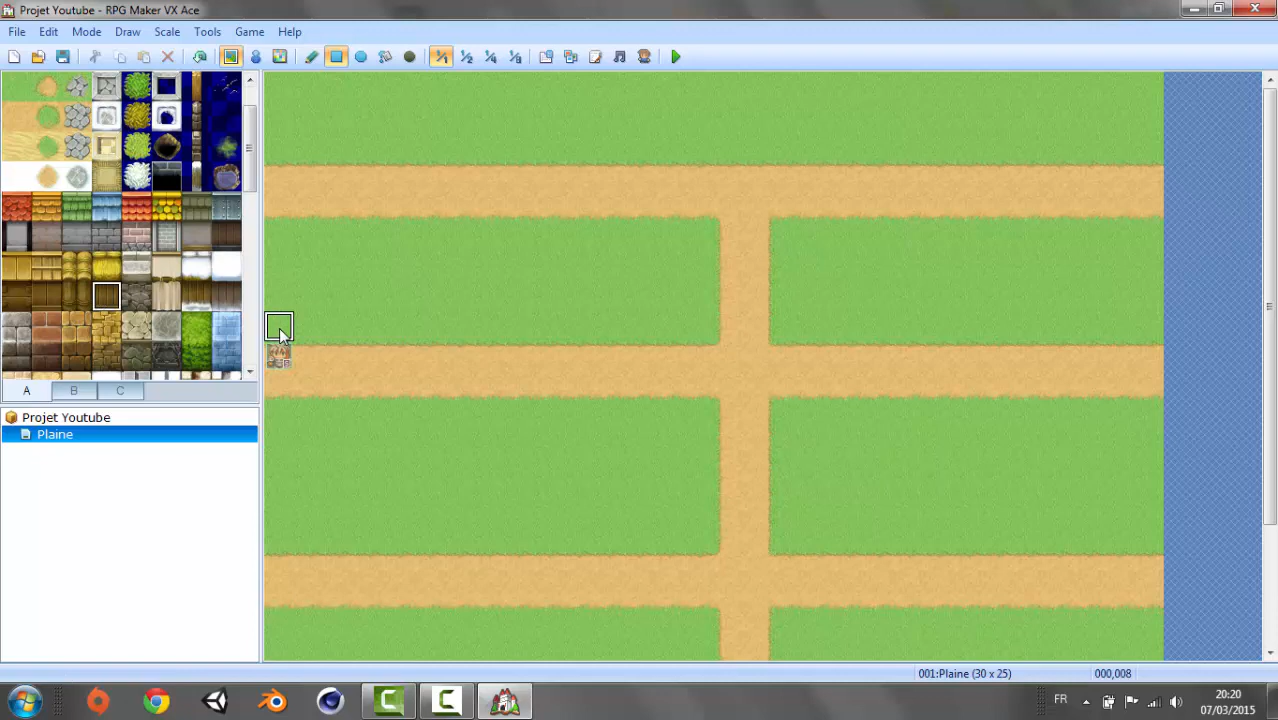 Projet Youtube - RPG Maker VX Ace
File Edit Mode Draw Scale Tools Game Help
A B C
Projet Youtube
Plaine
001:Plaine (30 x 25) 000,008
FR 20:20
07/03/2015